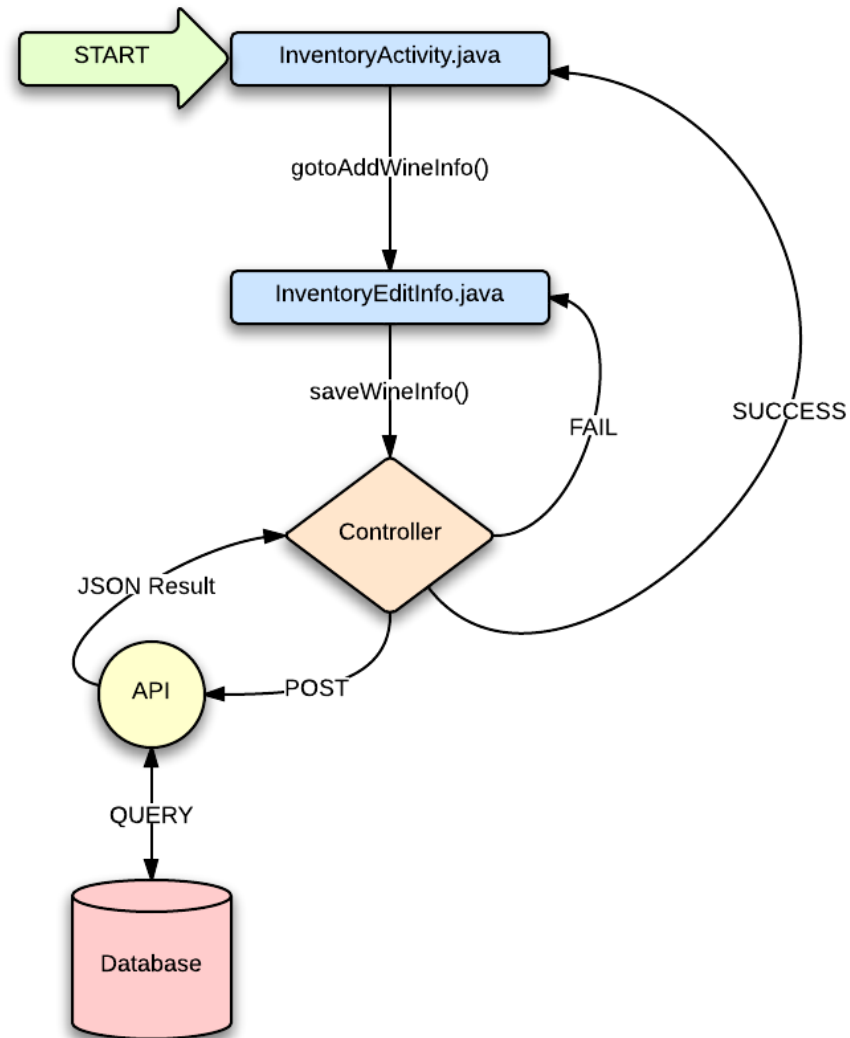 START
InventoryActivity.java
gotoAddWineInfo()
InventoryEditInfo.java
saveWineInfo()
SUCCESS
FAIL
Controller
JSON Result
POST
API
QUERY
Database